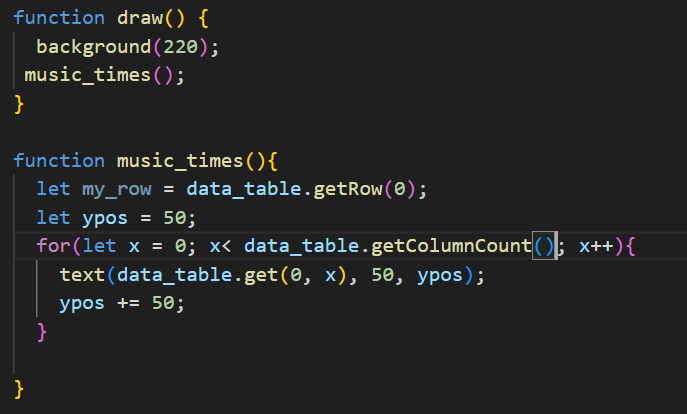 function draw() {
background(220);
music_times();
}
function music_times(){
let my_row = data_table.getRow(0);
let ypos = 50;
for(let x = 0; x< data_table.getColumnCount(); x++){
text(data_table.get(0, x), 50, ypos);
ypos += 50;
}
}